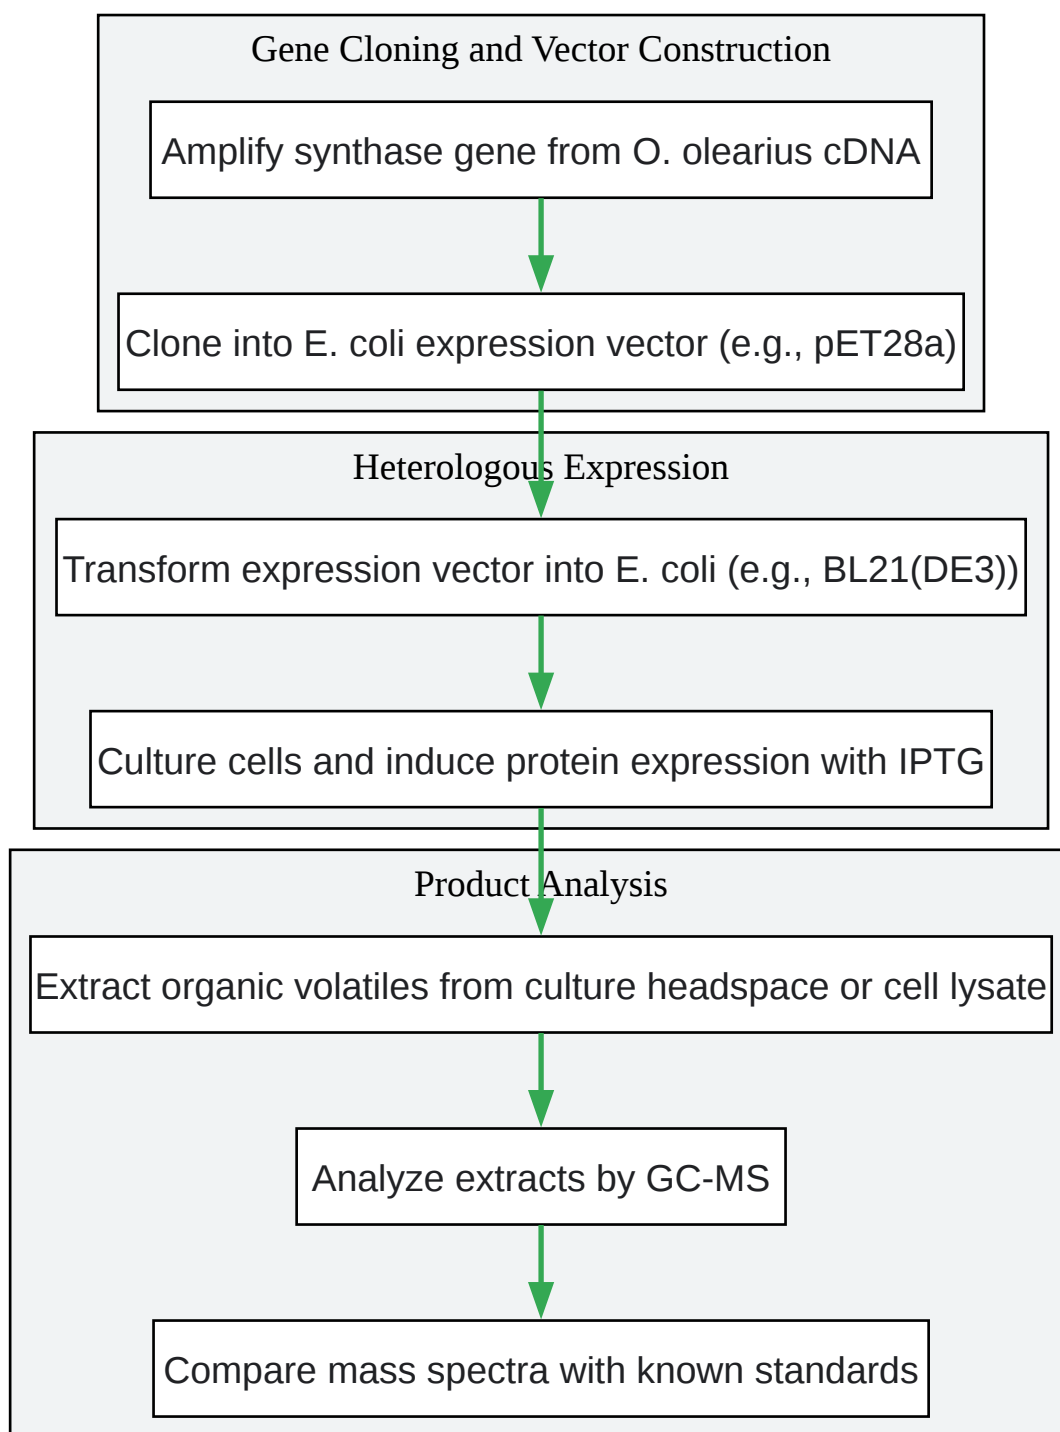 Gene Cloning and Vector Construction
Amplify synthase gene from O. olearius cDNA
Clone into E. coli expression vector (e.g., pET28a)
Heterologous Expression
Transform expression vector into E. coli (e.g., BL21(DE3))
Culture cells and induce protein expression with IPTG
Product Analysis
Extract organic volatiles from culture headspace or cell lysate
Analyze extracts by GC-MS
Compare mass spectra with known standards